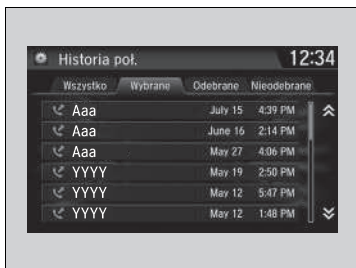 Historia poł. 12:34
Wszystko Wybrane Odebrane Nieodebrane
Aaa July 15 4:39 PM
Aaa June 16 2:14 PM
Aaa May 27 4:06 PM
YYYY May 19 2:50 PM
YYYY May 12 5:47 PM
YYYY May 12 1:48 PM